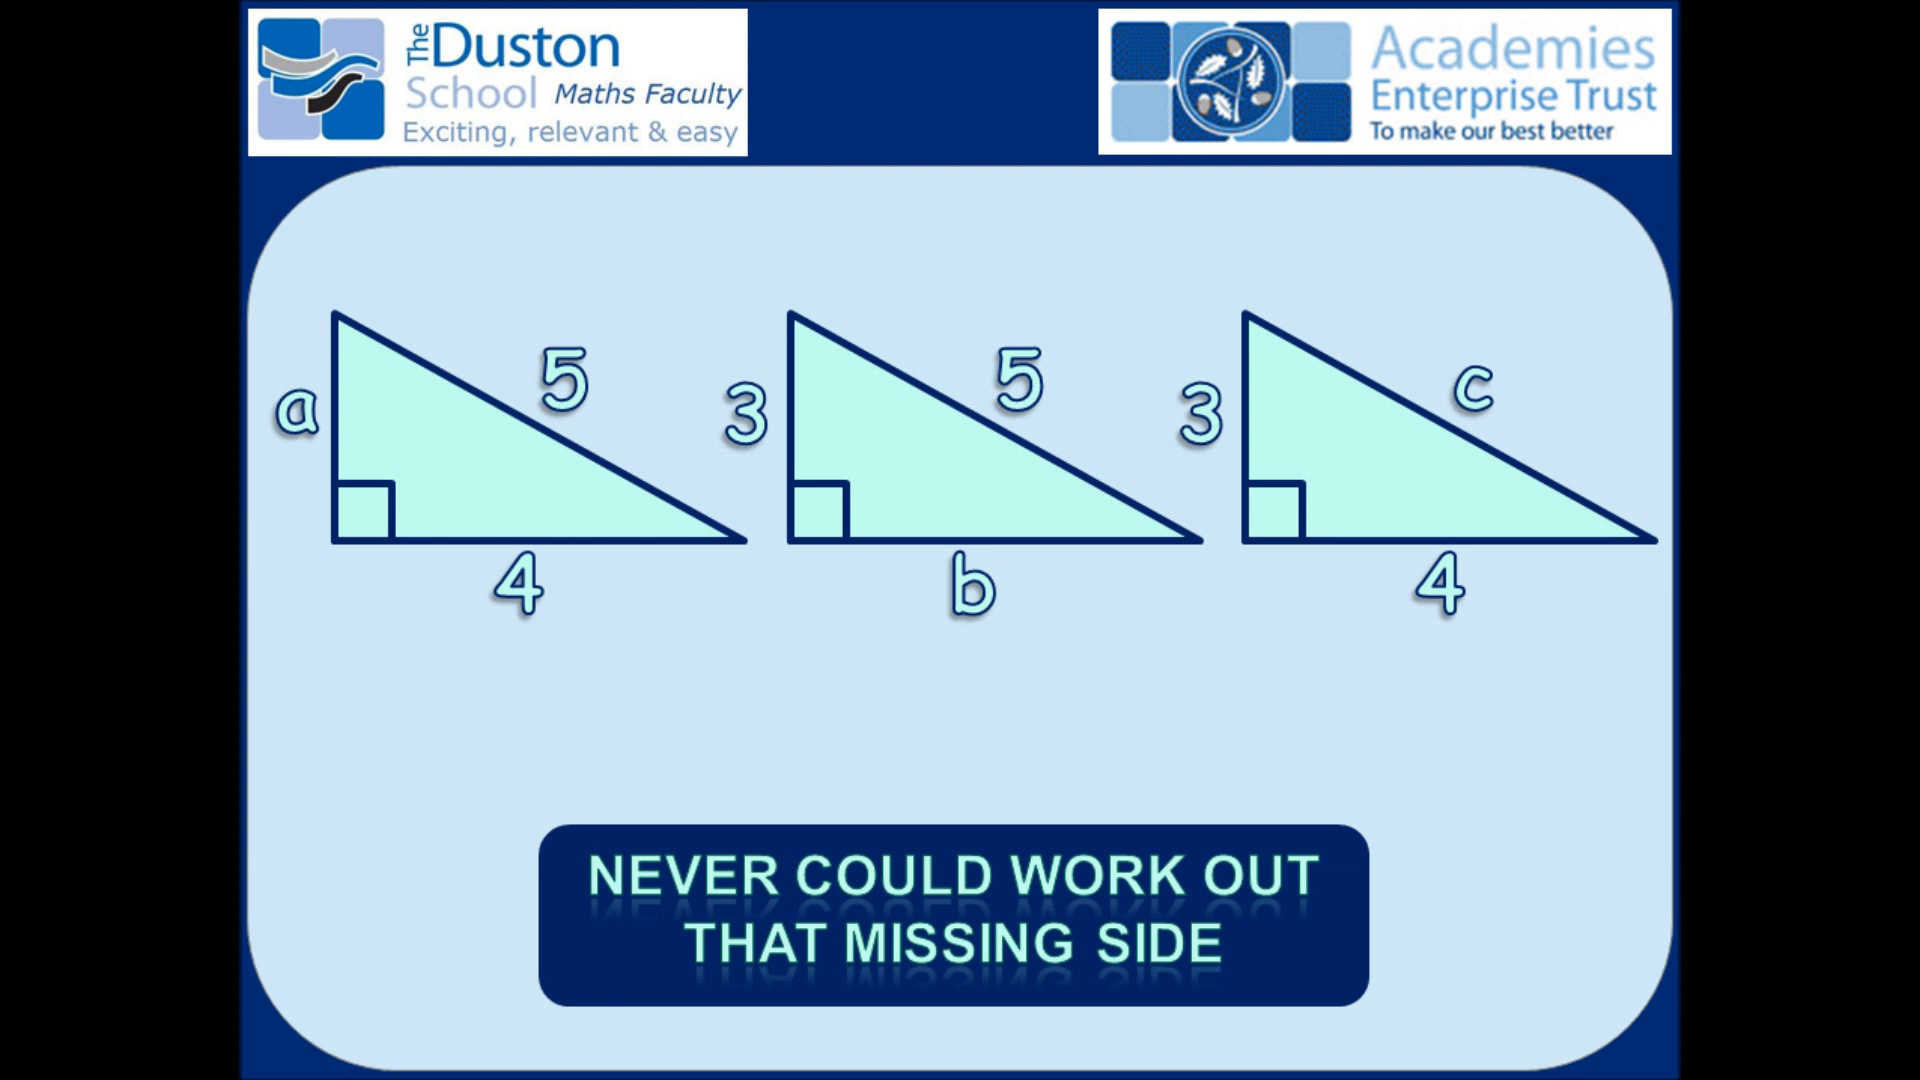 The Duston
School Maths Faculty
Exciting, relevant & easy
Academies
Enterprise Trust
To make our best better
a
5
4
3
5
b
3
c
4
NEVER COULD WORK OUT
THAT MISSING SIDE